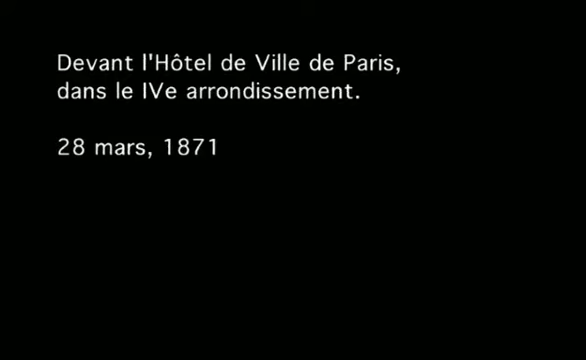 Devant l'Hôtel de Ville de Paris,
dans le IVe arrondissement.
28 mars, 1871